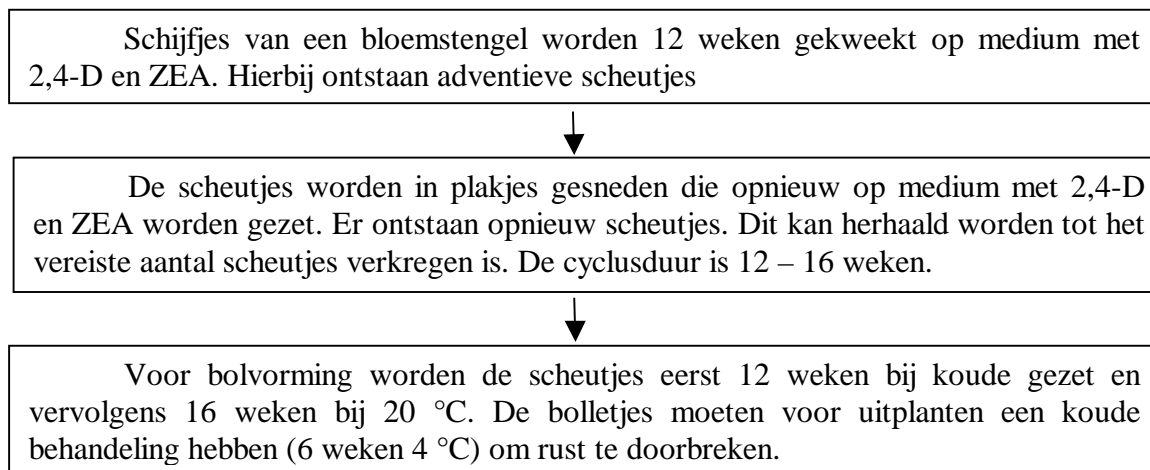 Schijfjes van een bloemstengel worden 12 weken gekweekt op medium met
2,4-D en ZEA. Hierbij ontstaan adventieve scheutjes
De scheutjes worden in plakjes gesneden die opnieuw op medium met 2,4-D
en ZEA worden gezet. Er ontstaan opnieuw scheutjes. Dit kan herhaald worden tot het
vereiste aantal scheutjes verkregen is. De cyclusduur is 12 – 16 weken.
Voor bolvorming worden de scheutjes eerst 12 weken bij koude gezet en
vervolgens 16 weken bij 20 °C. De bolletjes moeten voor uitplanten een koude
behandeling hebben (6 weken 4 °C) om rust te doorbreken.